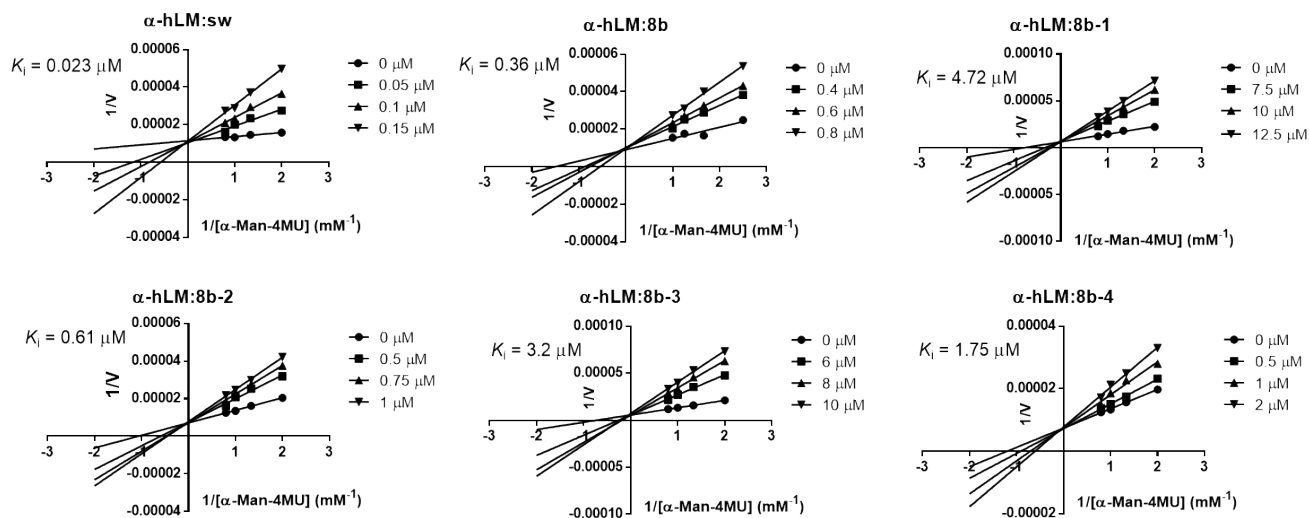 α-hLM:sw
Ki = 0.023 μM
0.00006
0.00004
0.00002
-0.00002
-0.00004
-3 -2 -1 1 2 3
1/V
1/[α-Man-4MU] (mM-1)
0 μM
0.05 μM
0.1 μM
0.15 μM
α-hLM:8b
Ki = 0.36 μM
0.00006
0.00004
0.00002
-0.00002
-0.00004
-3 -2 -1 1 2 3
1/V
1/[α-Man-4MU] (mM-1)
0 μM
0.4 μM
0.6 μM
0.8 μM
α-hLM:8b-1
Ki = 4.72 μM
0.00010
0.00005
-0.00005
-0.00010
-3 -2 -1 1 2 3
1/V
1/[α-Man-4MU] (mM-1)
0 μM
7.5 μM
10 μM
12.5 μM
α-hLM:8b-2
Ki = 0.61 μM
0.00006
0.00004
0.00002
-0.00002
-0.00004
-3 -2 -1 1 2 3
1/V
1/[α-Man-4MU] (mM-1)
0 μM
0.5 μM
0.75 μM
1 μM
α-hLM:8b-3
Ki = 3.2 μM
0.00010
0.00005
-0.00005
-0.00010
-3 -2 -1 1 2 3
1/V
1/[α-Man-4MU] (mM-1)
0 μM
6 μM
8 μM
10 μM
α-hLM:8b-4
Ki = 1.75 μM
0.00004
0.00002
-0.00002
-3 -2 -1 1 2 3
1/V
1/[α-Man-4MU] (mM-1)
0 μM
0.5 μM
1 μM
2 μM